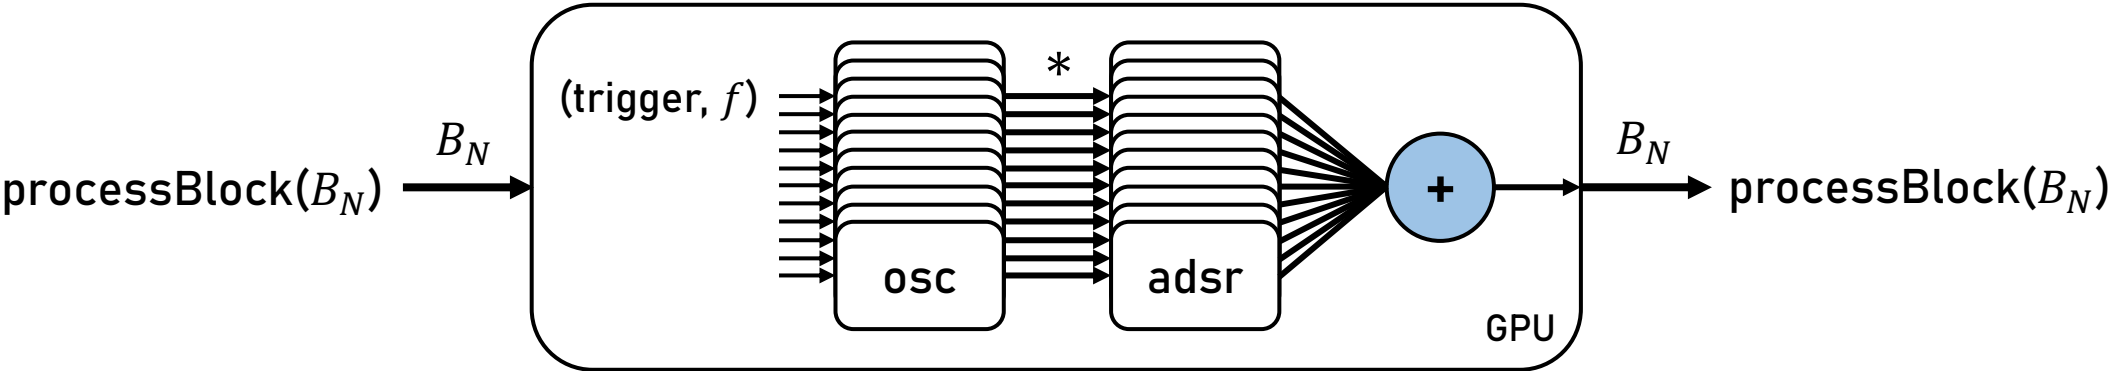 processBlock(B_N)
B_N
(trigger, f)
*
osc
adsr
+
GPU
B_N
processBlock(B_N)